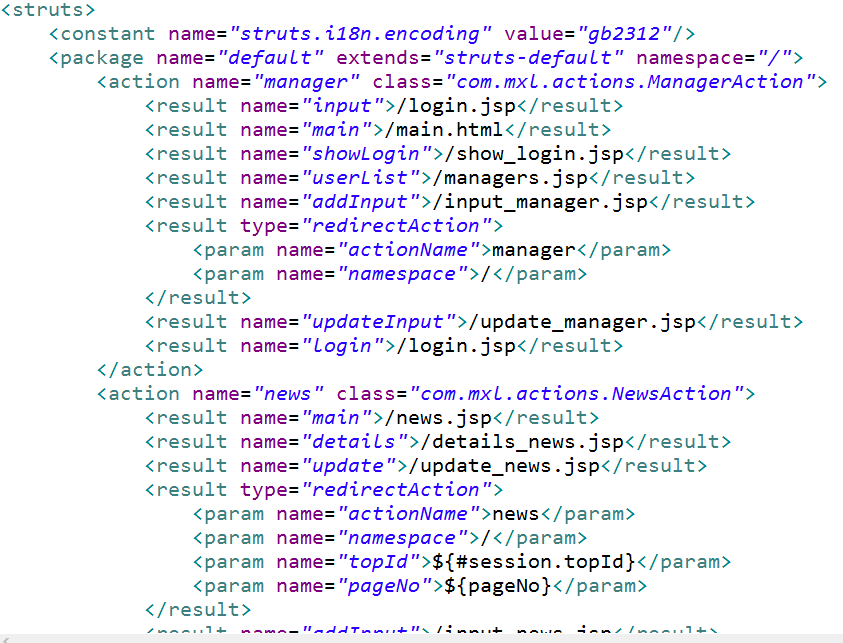 <struts>
<constant name="struts.i18n.encoding" value="gb2312"/>
<package name="default" extends="struts-default" namespace="/">
<action name="manager" class="com.mxl.actions.ManagerAction">
<result name="input">/login.jsp</result>
<result name="main">/main.html</result>
<result name="showLogin">/show_login.jsp</result>
<result name="userList">/managers.jsp</result>
<result name="addInput">/input_manager.jsp</result>
<result type="redirectAction">
<param name="actionName">manager</param>
<param name="namespace">/</param>
</result>
<result name="updateInput">/update_manager.jsp</result>
<result name="login">/login.jsp</result>
</action>
<action name="news" class="com.mxl.actions.NewsAction">
<result name="main">/news.jsp</result>
<result name="details">/details_news.jsp</result>
<result name="update">/update_news.jsp</result>
<result type="redirectAction">
<param name="actionName">news</param>
<param name="namespace">/</param>
<param name="topId">${#session.topId}</param>
<param name="pageNo">${pageNo}</param>
</result>
<result name="addInput">/input_news.jsp</result>